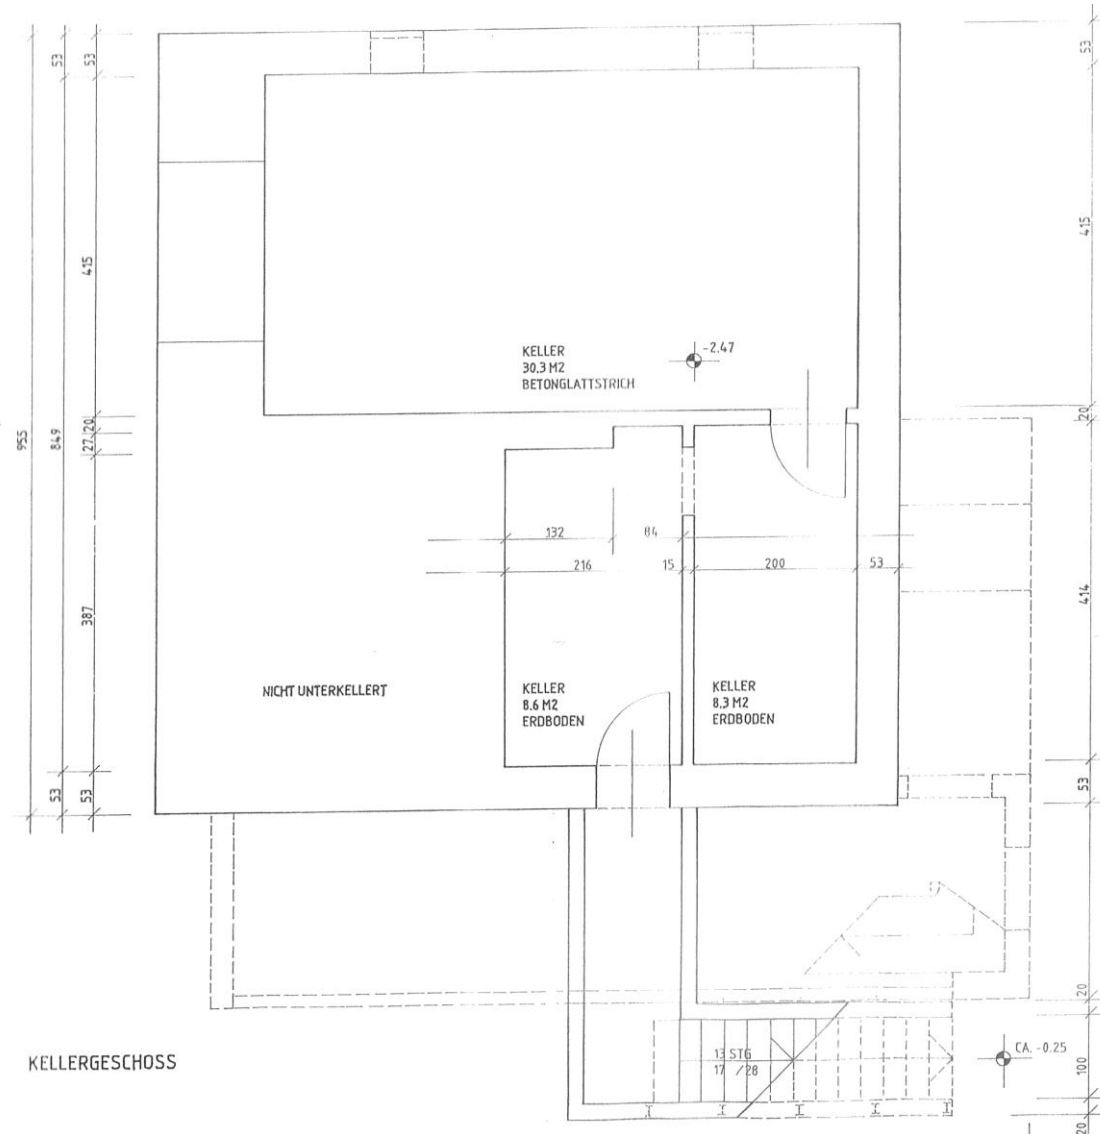 53
53
53
53
415
415
KELLER
30.3 M2
BETONGLATTSTRICH
-2.47
20
20
27
849
955
132
84
216
15
200
53
387
414
NICHT UNTERKELLERT
KELLER
8.6 M2
ERDBODEN
KELLER
8.3 M2
ERDBODEN
53
53
53
20
KELLERGESCHOSS
13 STG
17 / 28
CA. -0.25
100
20